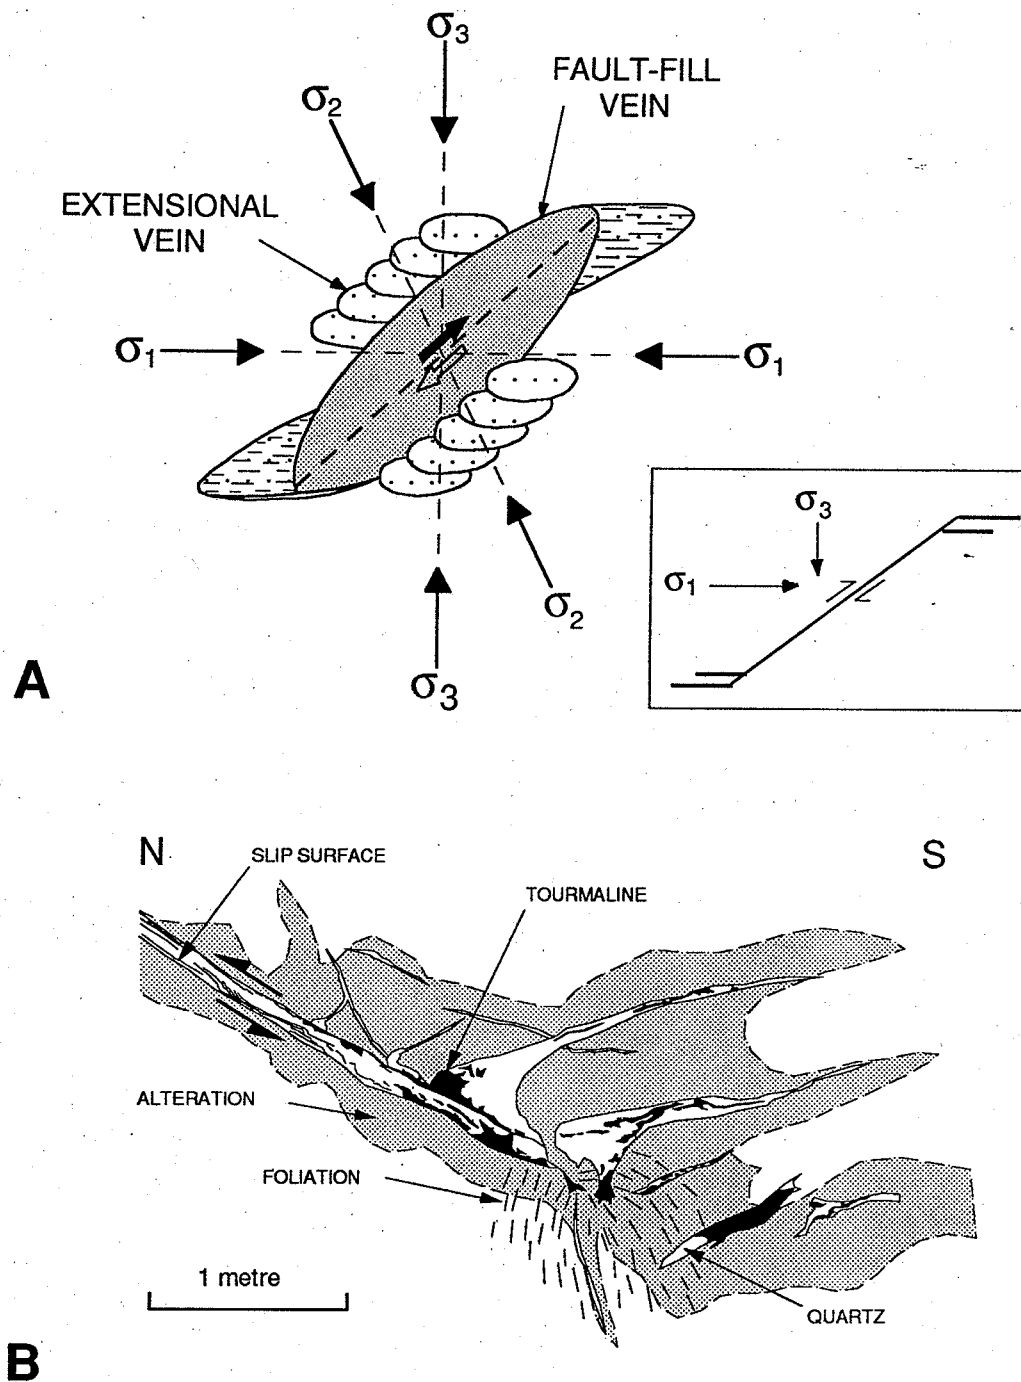 σ3
σ2
FAULT-FILL
VEIN
EXTENSIONAL
VEIN
σ1
σ1
σ2
σ3
A
σ3
σ1
N
S
SLIP SURFACE
TOURMALINE
ALTERATION
FOLIATION
1 metre
QUARTZ
B